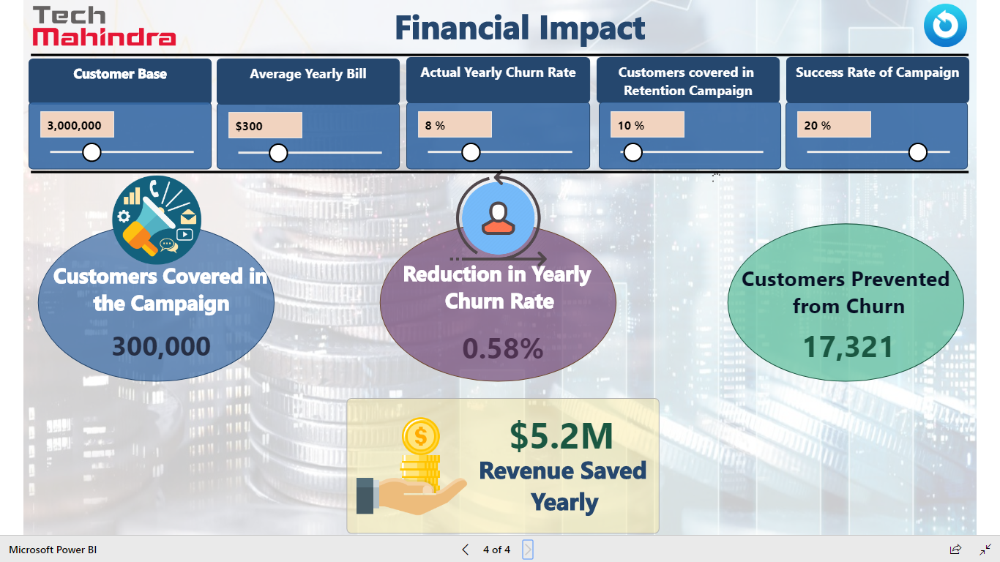 Tech
Mahindra
Financial Impact
Customer Base
Average Yearly Bill
Actual Yearly Churn Rate
Customers covered in
Retention Campaign
Success Rate of Campaign
3,000,000
$300
8 %
10 %
20 %
Customers Covered in
the Campaign
300,000
Reduction in Yearly
Churn Rate
0.58%
Customers Prevented
from Churn
17,321
$5.2M
Revenue Saved
Yearly
Microsoft Power BI
4 of 4